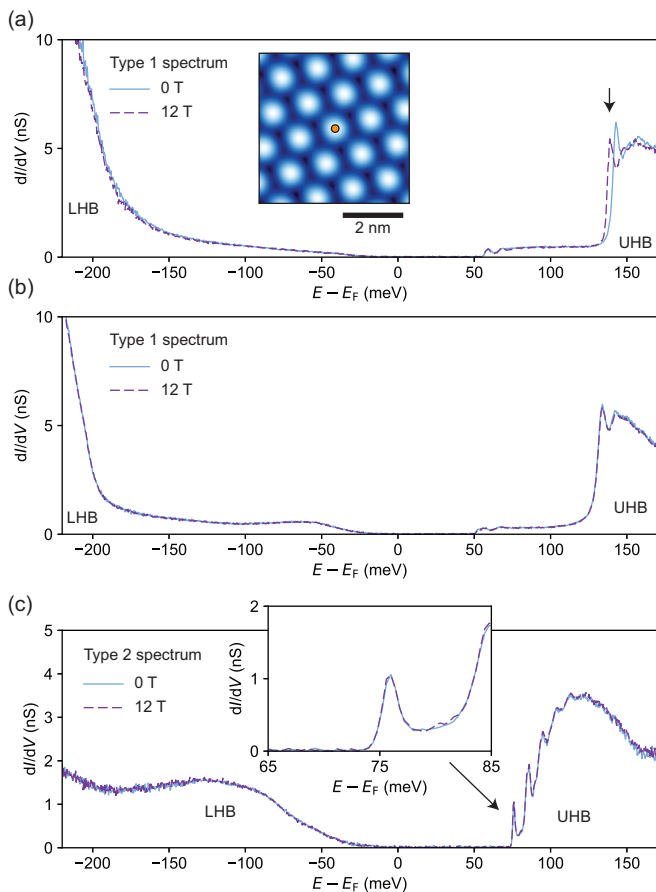 (a)
10
Type 1 spectrum
0 T
12 T
dI/dV (nS)
5
LHB
2 nm
UHB
0
−200 −150 −100 −50 0 50 100 150
E − EF (meV)
(b)
10
Type 1 spectrum
0 T
12 T
dI/dV (nS)
5
LHB
UHB
0
−200 −150 −100 −50 0 50 100 150
E − EF (meV)
(c)
5
Type 2 spectrum
0 T
12 T
4
dI/dV (nS)
3
2
1
0
LHB
UHB
2
dI/dV (nS)
1
0
65 75 85
E − EF (meV)
−200 −150 −100 −50 0 50 100 150
E − EF (meV)